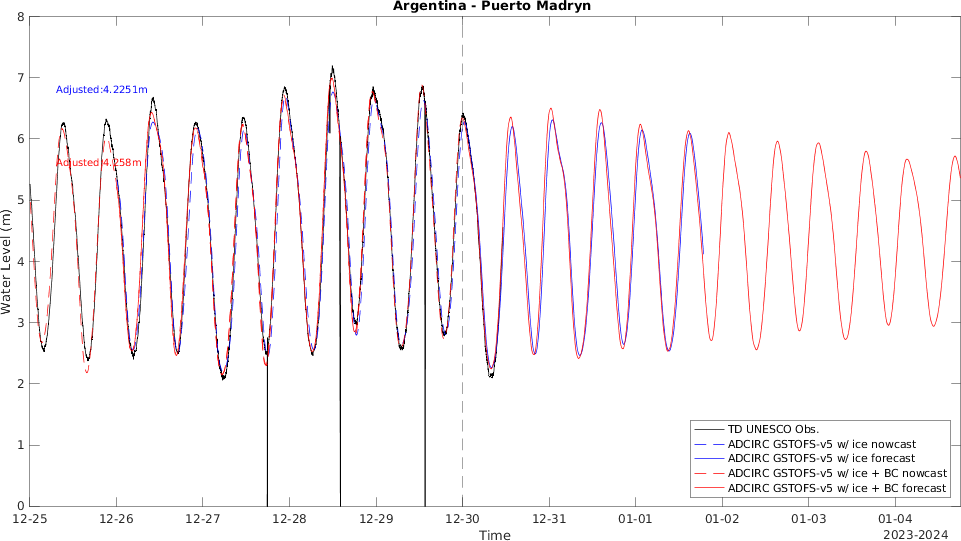 Argentina - Puerto Madryn
8
7
6
5
4
3
2
1
0
Water Level (m)
Adjusted:4.2251m
Adjusted:4.258m
TD UNESCO Obs.
ADCIRC GSTOFS-v5 w/ ice nowcast
ADCIRC GSTOFS-v5 w/ ice forecast
ADCIRC GSTOFS-v5 w/ ice + BC nowcast
ADCIRC GSTOFS-v5 w/ ice + BC forecast
12-25 12-26 12-27 12-28 12-29 12-30 12-31 01-01 01-02 01-03 01-04
Time
2023-2024